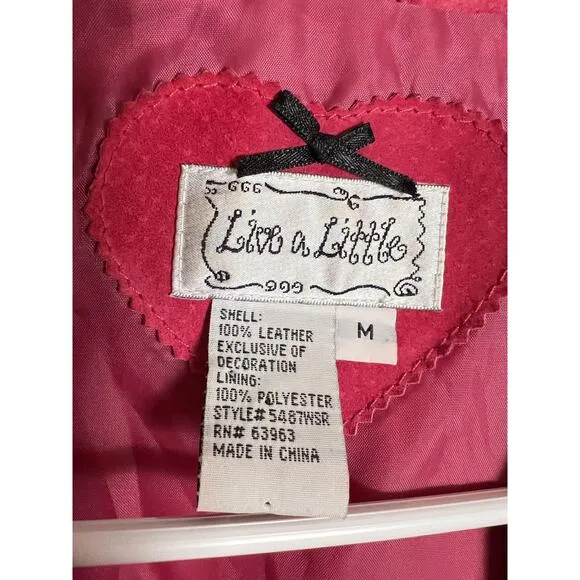 Live a Little
M
SHELL:
100% LEATHER
EXCLUSIVE OF
DECORATION
LINING:
100% POLYESTER
STYLE# 5487WSR
RN# 63963
MADE IN CHINA